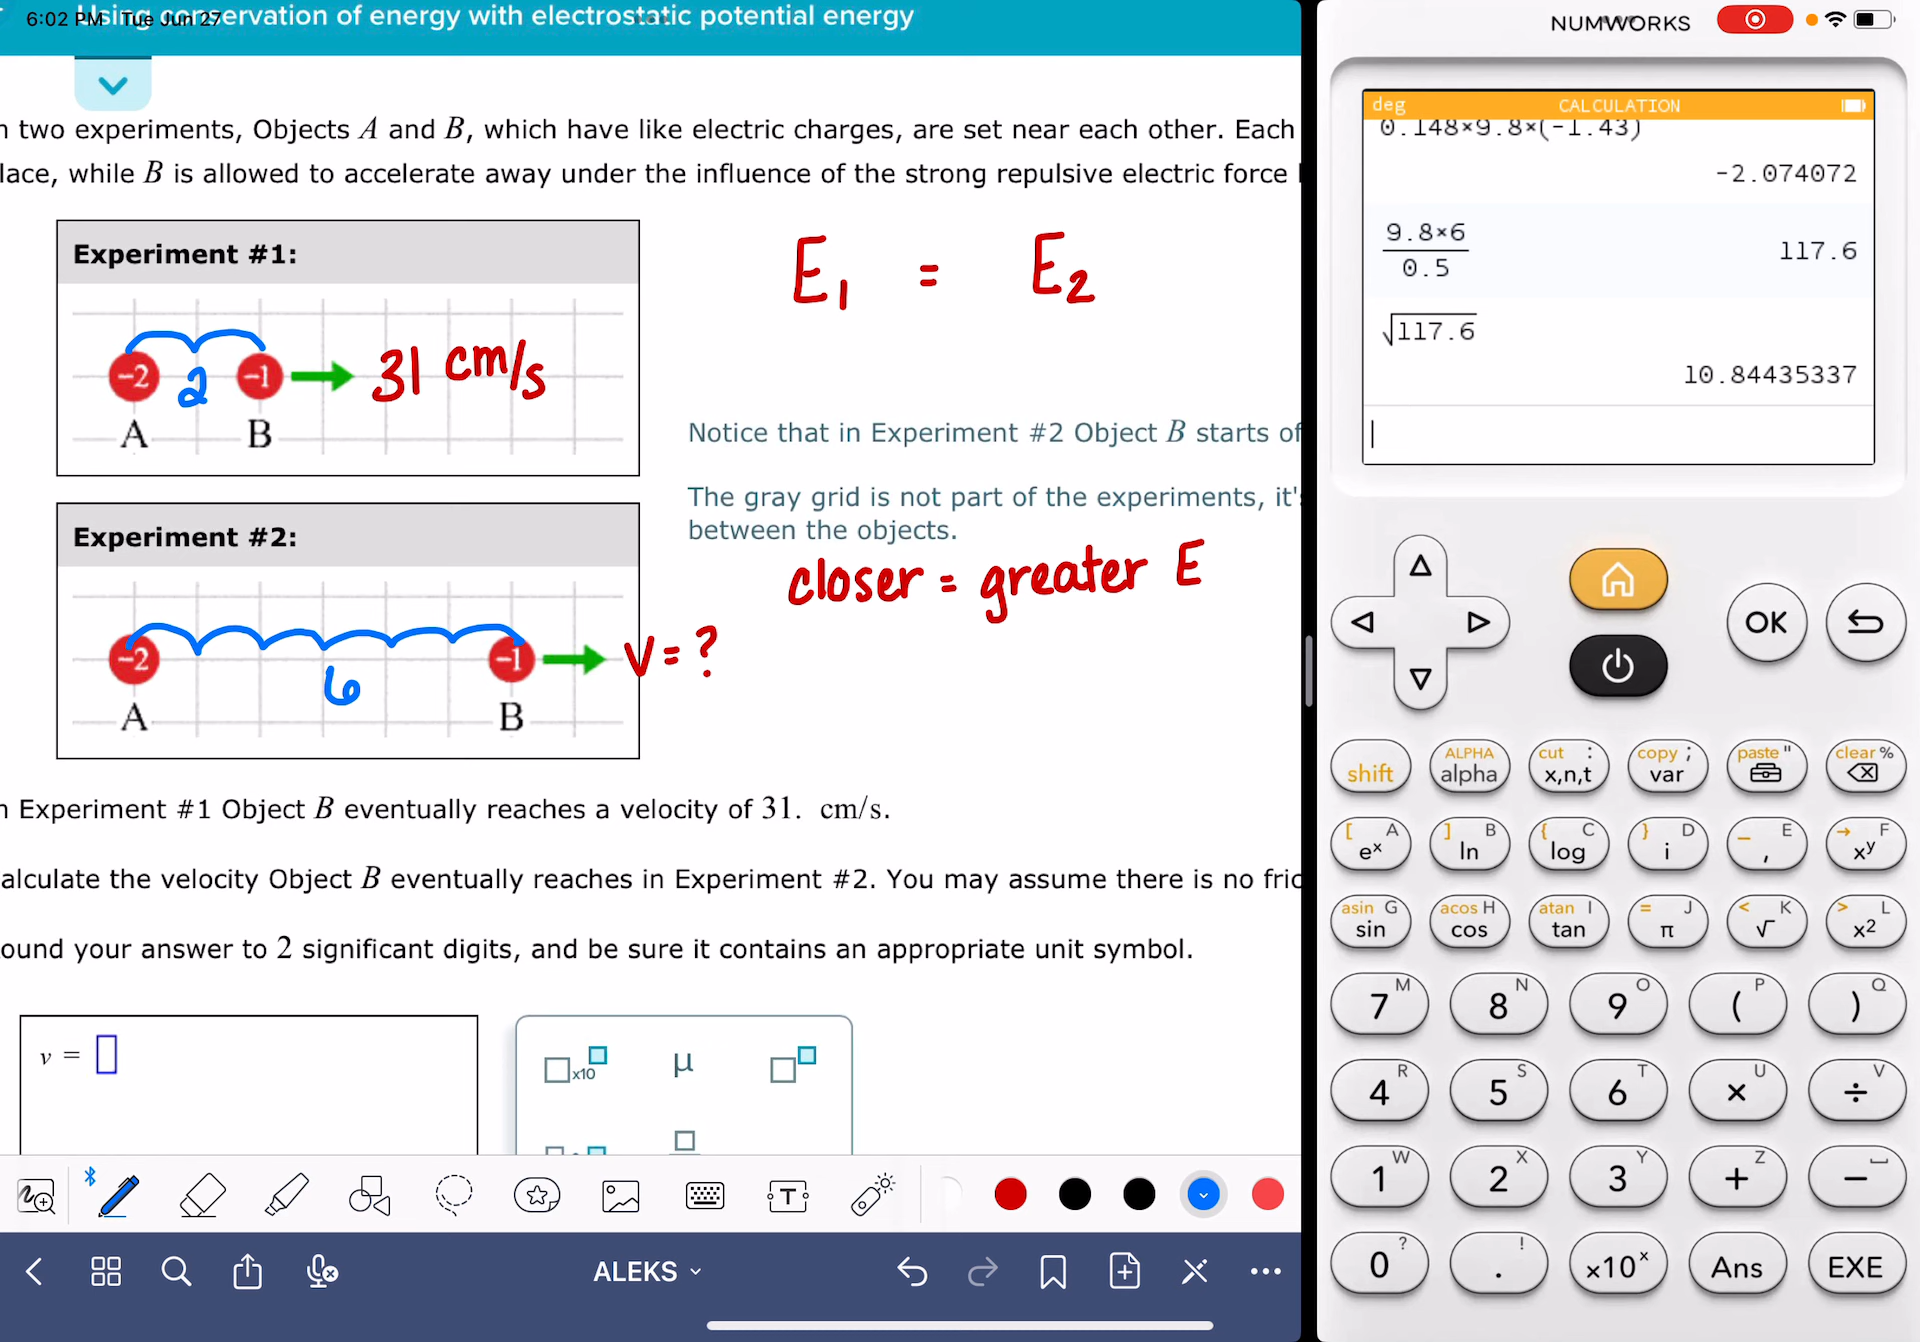 6:02 PM Tue Jun 27
Using conservation of energy with electrostatic potential energy
n two experiments, Objects A and B, which have like electric charges, are set near each other. Each
lace, while B is allowed to accelerate away under the influence of the strong repulsive electric force
Experiment #1:
-2 2 -1 31 cm/s
A B
E₁ = E₂
Notice that in Experiment #2 Object B starts of
The gray grid is not part of the experiments, it's
between the objects.
closer = greater E
Experiment #2:
-2 6 -1 v = ?
A B
n Experiment #1 Object B eventually reaches a velocity of 31. cm/s.
alculate the velocity Object B eventually reaches in Experiment #2. You may assume there is no fric
ound your answer to 2 significant digits, and be sure it contains an appropriate unit symbol.
v = 
x10 μ
T
ALEKS
NUMWORKS
deg CALCULATION
0.148×9.8×(-1.43)
-2.074072
9.8×6
0.5
117.6
√117.6
10.84435337
OK
shift
ALPHA alpha
cut : x,n,t
copy ; var
paste "
clear %
[ A eˣ
] B ln
{ C log
} D i
_ E ,
→ F xʸ
asin G sin
acos H cos
atan I tan
= J π
< K √
> L x²
7 M
8 N
9 O
( P
) Q
4 R
5 S
6 T
× U
÷ V
1 W
2 X
3 Y
+ Z
−
0 ?
. !
×10ˣ
Ans
EXE